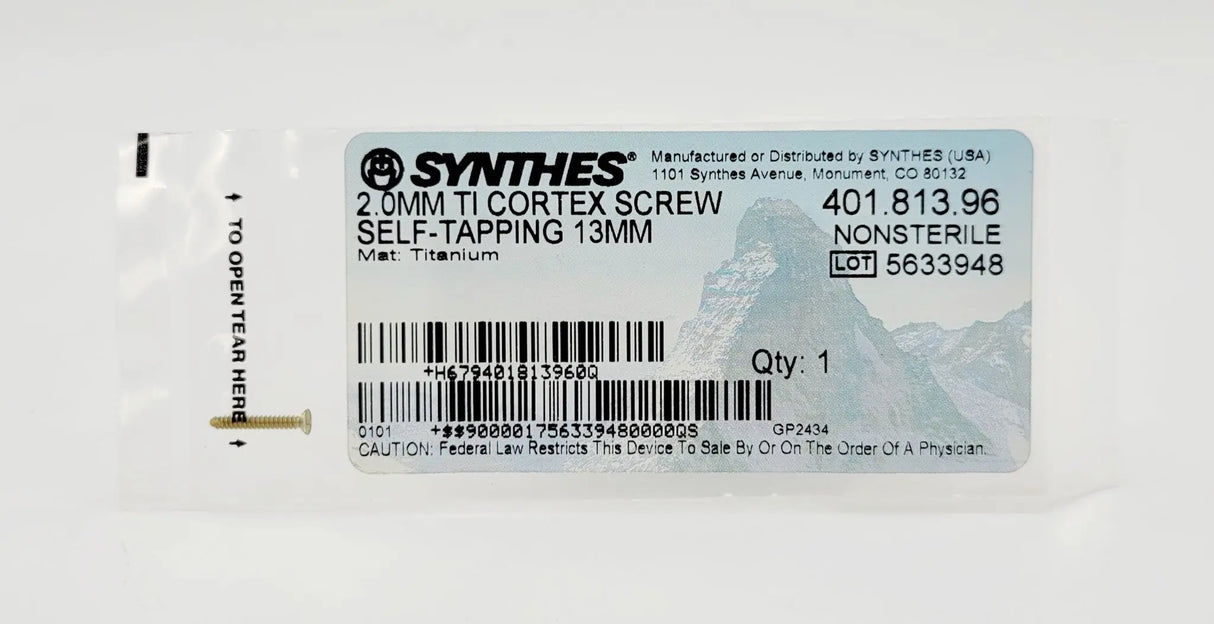 TO OPEN TEAR HERE
SYNTHES® Manufactured or Distributed by SYNTHES (USA)
1101 Synthes Avenue, Monument, CO 80132
2.0MM TI CORTEX SCREW 401.813.96
SELF-TAPPING 13MM NONSTERILE
Mat: Titanium LOT 5633948
+H679401813960Q Qty: 1
0101 +$$900001756339480000QS GP2434
CAUTION: Federal Law Restricts This Device To Sale By Or On The Order Of A Physician.